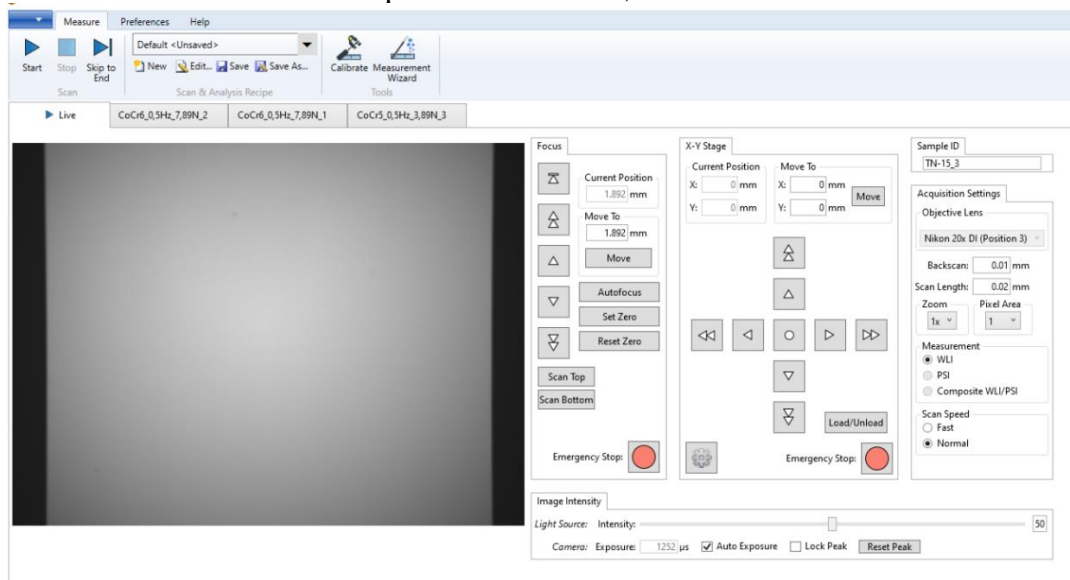 Measure Preferences Help
Start Stop Skip to End
Default <Unsaved>
New Edit... Save Save As...
Calibrate Measurement Wizard
Scan Scan & Analysis Recipe Tools
Live CoCr6_0,5Hz_7,89N_2 CoCr6_0,5Hz_7,89N_1 CoCr5_0,5Hz_3,89N_3
Focus
Current Position
1.892 mm
Move To
1.892 mm
Move
Autofocus
Set Zero
Reset Zero
Scan Top
Scan Bottom
Emergency Stop:
X-Y Stage
Current Position Move To
X: 0 mm X: 0 mm
Y: 0 mm Y: 0 mm
Move
Load/Unload
Emergency Stop:
Sample ID
TN-15_3
Acquisition Settings
Objective Lens
Nikon 20x DI (Position 3)
Backscan: 0.01 mm
Scan Length: 0.02 mm
Zoom Pixel Area
1x 1
Measurement
WLI
PSI
Composite WLI/PSI
Scan Speed
Fast
Normal
Image Intensity
Light Source: Intensity: 50
Camera: Exposure: 1252 µs Auto Exposure Lock Peak Reset Peak